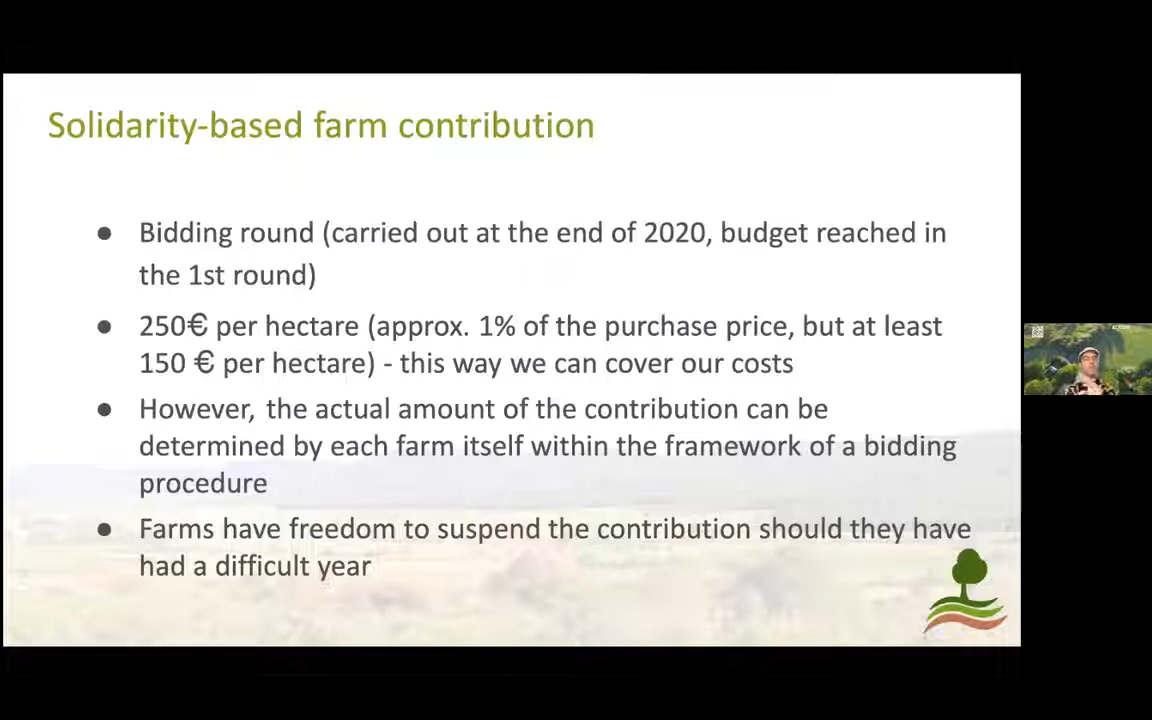 Solidarity-based farm contribution
● Bidding round (carried out at the end of 2020, budget reached in
the 1st round)
● 250€ per hectare (approx. 1% of the purchase price, but at least
150 € per hectare) - this way we can cover our costs
● However, the actual amount of the contribution can be
determined by each farm itself within the framework of a bidding
procedure
● Farms have freedom to suspend the contribution should they have
had a difficult year